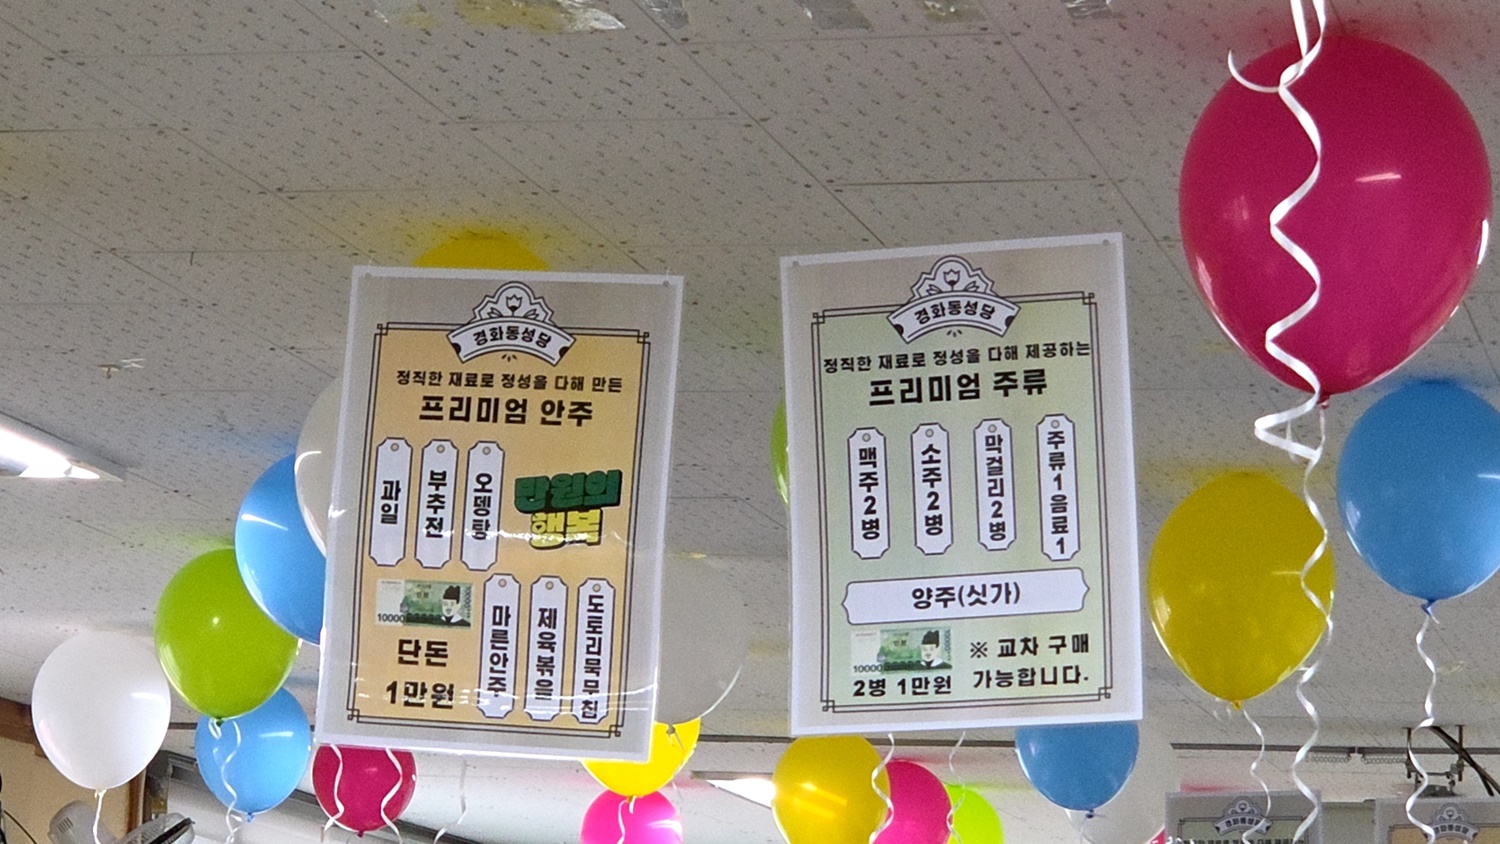 경화동성당
정직한 재료로 정성을 다해 만든
프리미엄 안주
과일
부추전
오뎅탕
만원의
행복
10000
단돈
1만원
마른안주
제육볶음
도토리묵무침
경화동성당
정직한 재료로 정성을 다해 제공하는
프리미엄 주류
맥주2병
소주2병
막걸리2병
주류1음료1
양주(싯가)
10000
2병 1만원
※ 교차 구매
가능합니다.